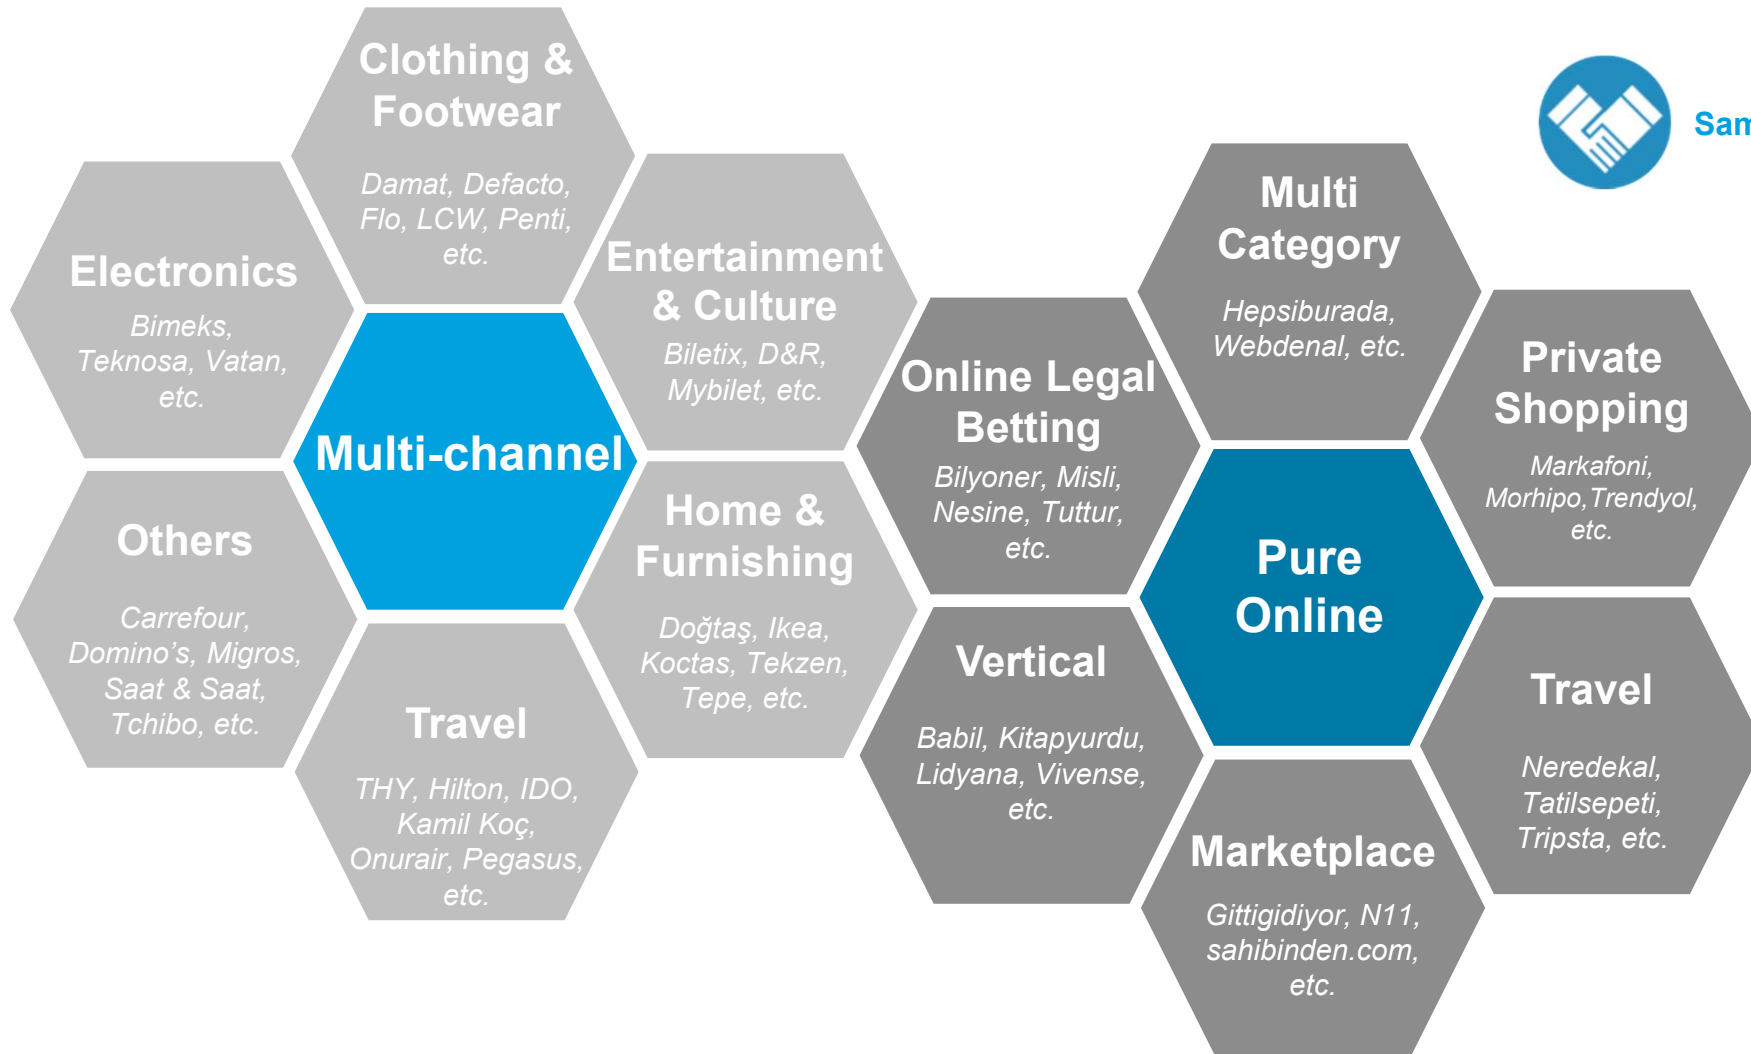 Clothing &
Footwear
Damat, Defacto,
Flo, LCW, Penti,
etc.
Electronics
Bimeks,
Teknosa, Vatan,
etc.
Entertainment
& Culture
Biletix, D&R,
Mybilet, etc.
Multi-channel
Others
Carrefour,
Domino's, Migros,
Saat & Saat,
Tchibo, etc.
Home &
Furnishing
Doğtaş, Ikea,
Koctas, Tekzen,
Tepe, etc.
Travel
THY, Hilton, IDO,
Kamil Koç,
Onurair, Pegasus,
etc.
Sam
Multi
Category
Hepsiburada,
Webdenal, etc.
Online Legal
Betting
Bilyoner, Misli,
Nesine, Tuttur,
etc.
Private
Shopping
Markafoni,
Morhipo,Trendyol,
etc.
Pure
Online
Vertical
Babil, Kitapyurdu,
Lidyana, Vivense,
etc.
Travel
Neredekal,
Tatilsepeti,
Tripsta, etc.
Marketplace
Gittigidiyor, N11,
sahibinden.com,
etc.